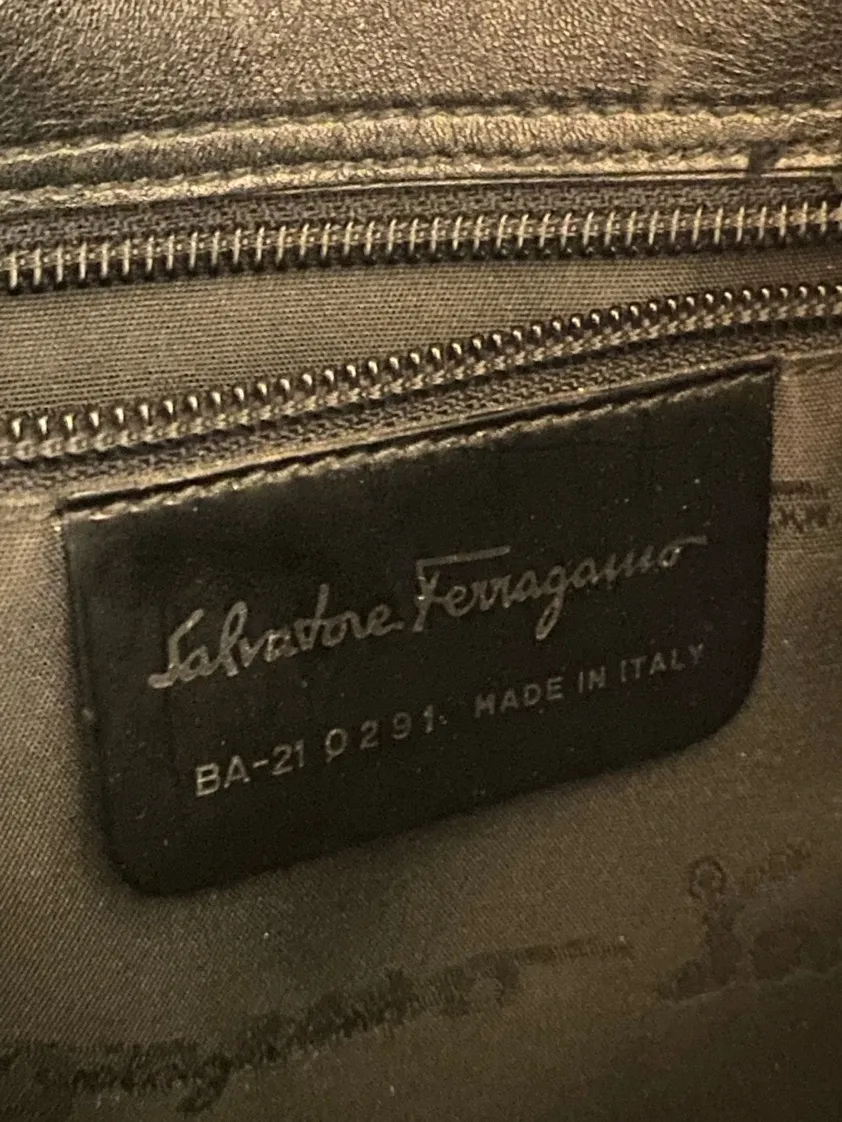 Salvatore Ferragamo
BA-21 0291 MADE IN ITALY